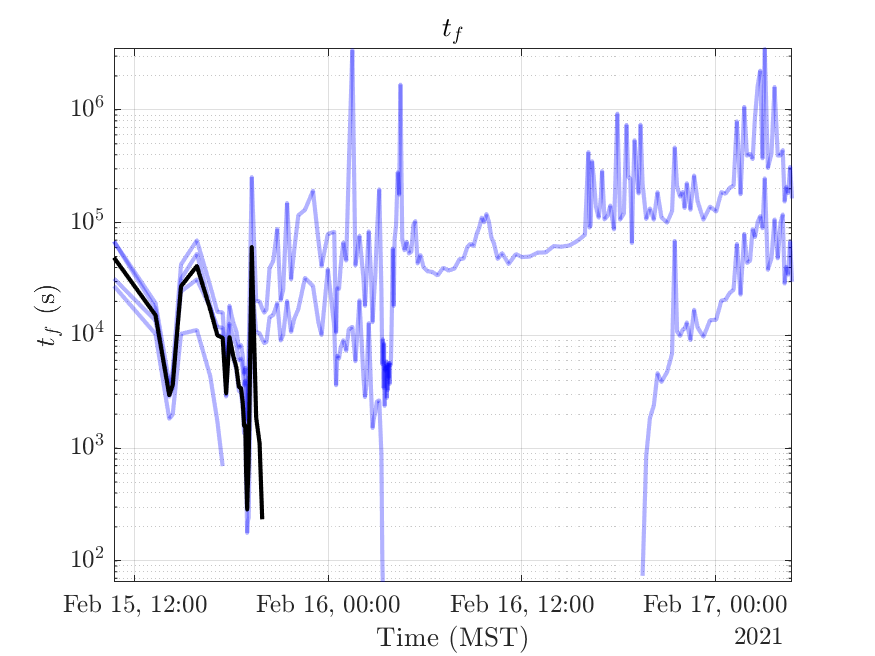 t_f
10^6
10^5
10^4
10^3
10^2
t_f (s)
Feb 15, 12:00 Feb 16, 00:00 Feb 16, 12:00 Feb 17, 00:00
Time (MST)
2021